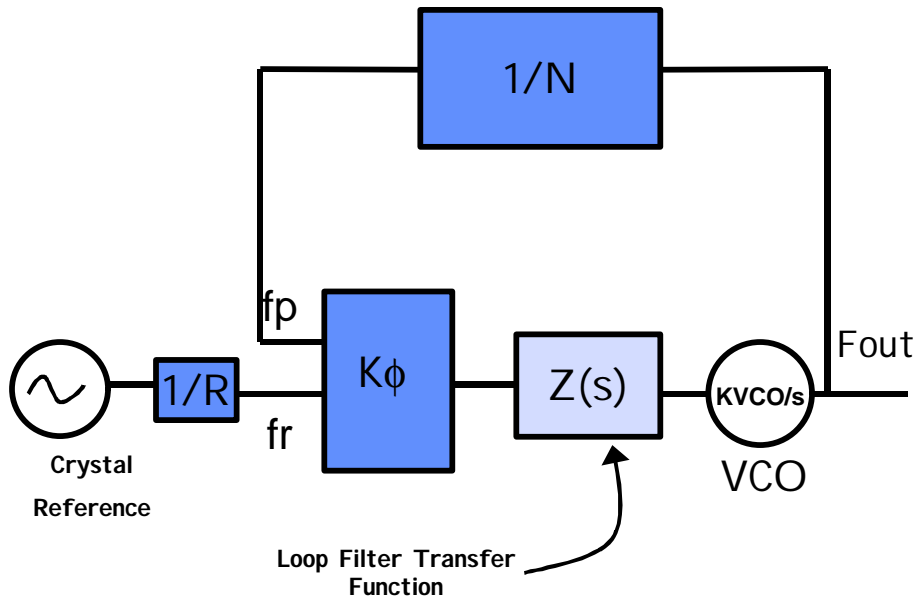 1/N
fp
Fout
1/R
Kϕ
Z(s)
KVCO/s
fr
VCO
Crystal
Reference
Loop Filter Transfer
Function